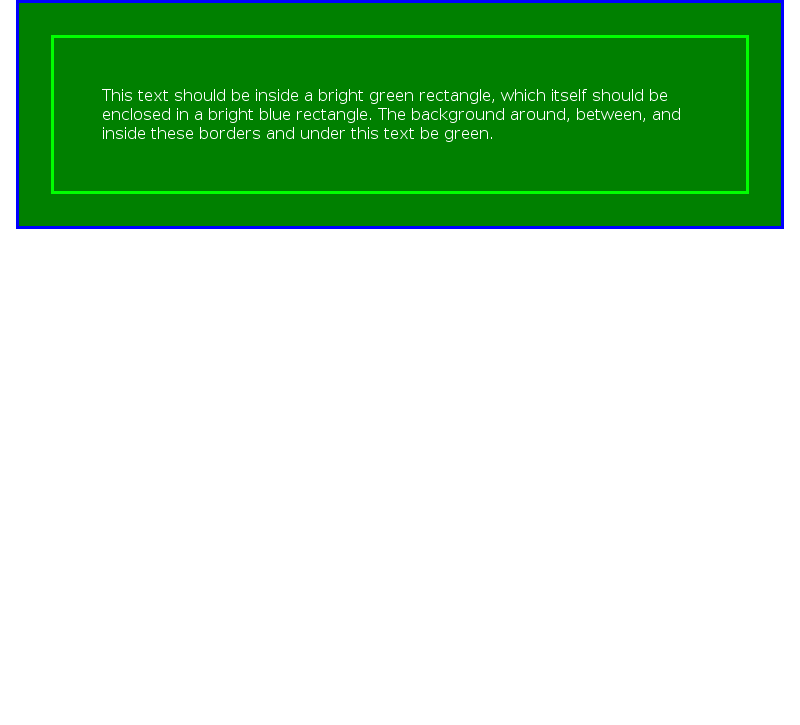 This text should be inside a bright green rectangle, which itself should be
enclosed in a bright blue rectangle. The background around, between, and
inside these borders and under this text be green.